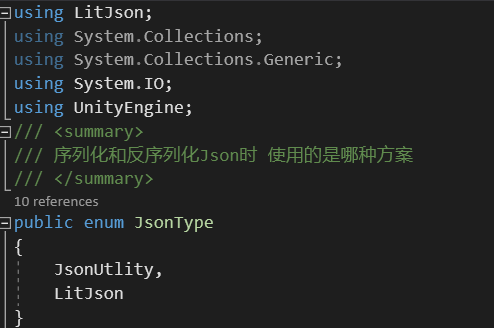 using LitJson;
using System.Collections;
using System.Collections.Generic;
using System.IO;
using UnityEngine;
/// <summary>
/// 序列化和反序列化Json时 使用的是哪种方案
/// </summary>
10 references
public enum JsonType
{
JsonUtlity,
LitJson
}